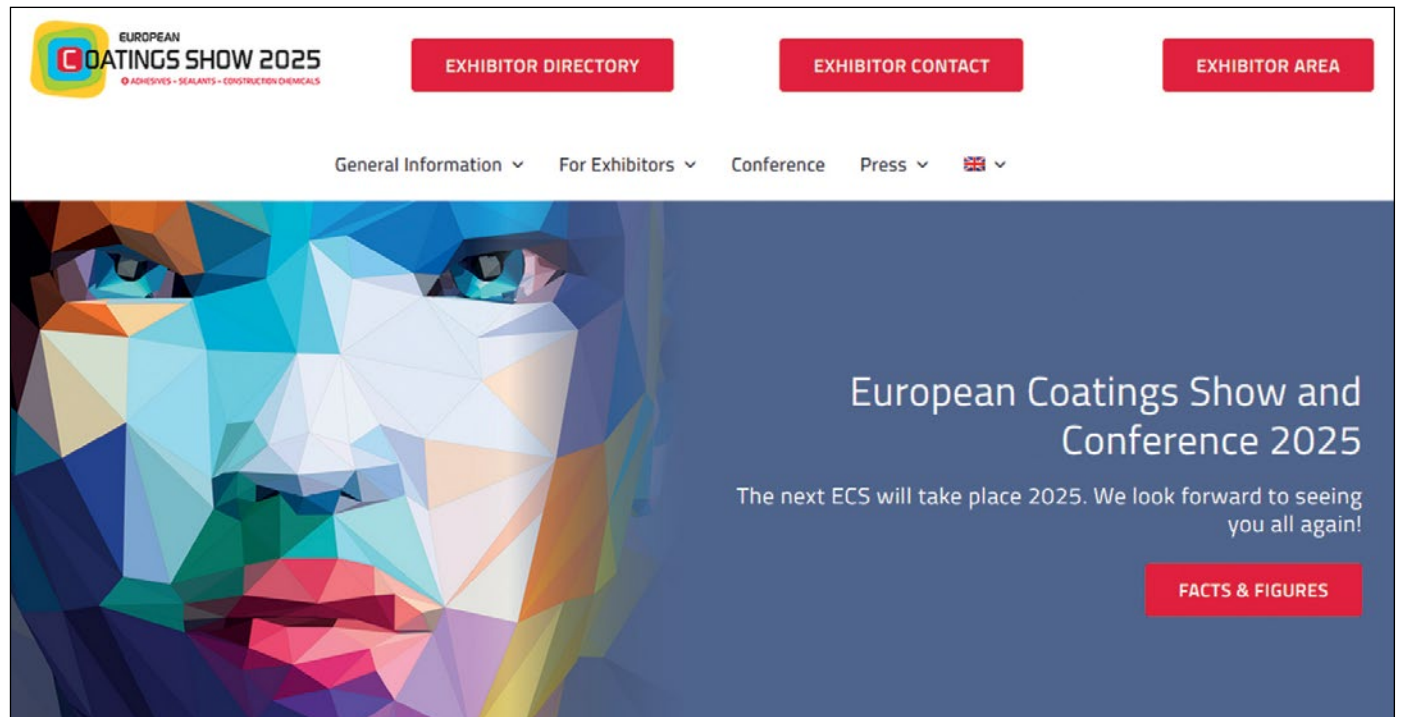 EUROPEAN
COATINGS SHOW 2025
+ ADHESIVES • SEALANTS • CONSTRUCTION CHEMICALS
EXHIBITOR DIRECTORY
EXHIBITOR CONTACT
EXHIBITOR AREA
General Information
For Exhibitors
Conference
Press
European Coatings Show and
Conference 2025
The next ECS will take place 2025. We look forward to seeing
you all again!
FACTS & FIGURES